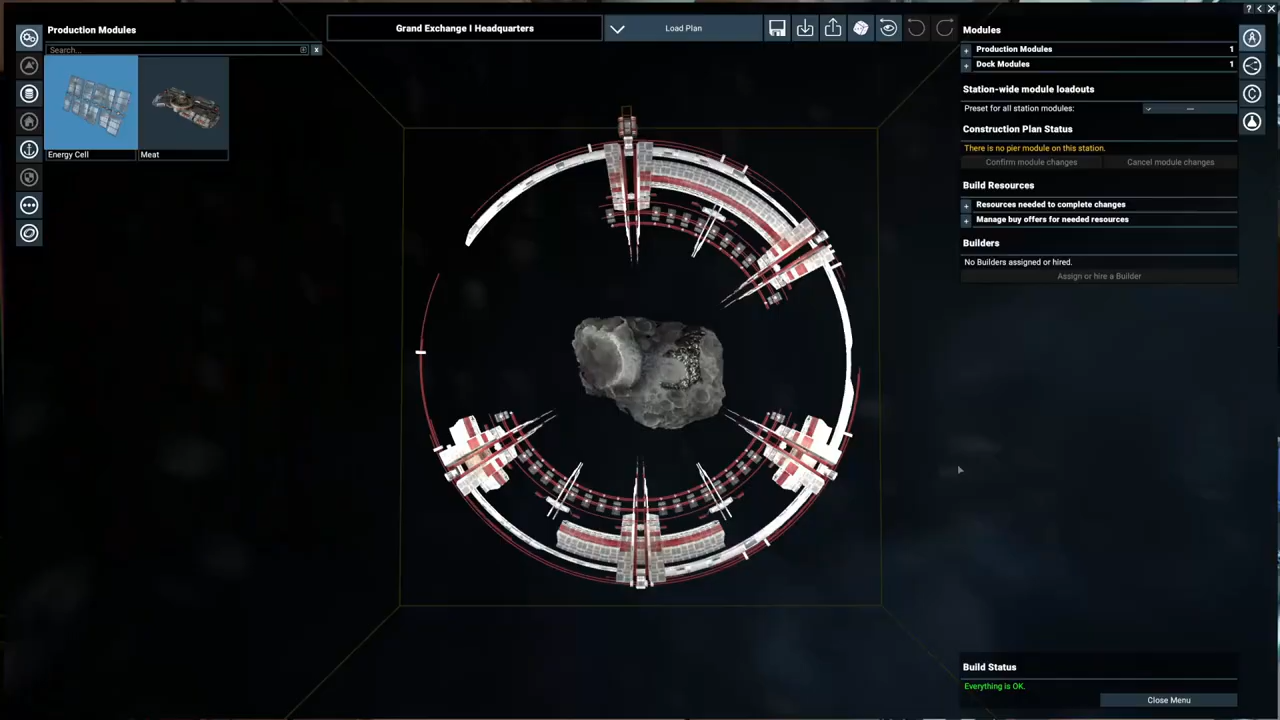 Production Modules
Search...
x
Energy Cell
Meat
Grand Exchange I Headquarters
Load Plan
? < X
Modules
+ Production Modules 1
+ Dock Modules 1
Station-wide module loadouts
Preset for all station modules: --
Construction Plan Status
There is no pier module on this station.
Confirm module changes
Cancel module changes
Build Resources
+ Resources needed to complete changes
+ Manage buy offers for needed resources
Builders
No Builders assigned or hired.
Assign or hire a Builder
Build Status
Everything is OK.
Close Menu